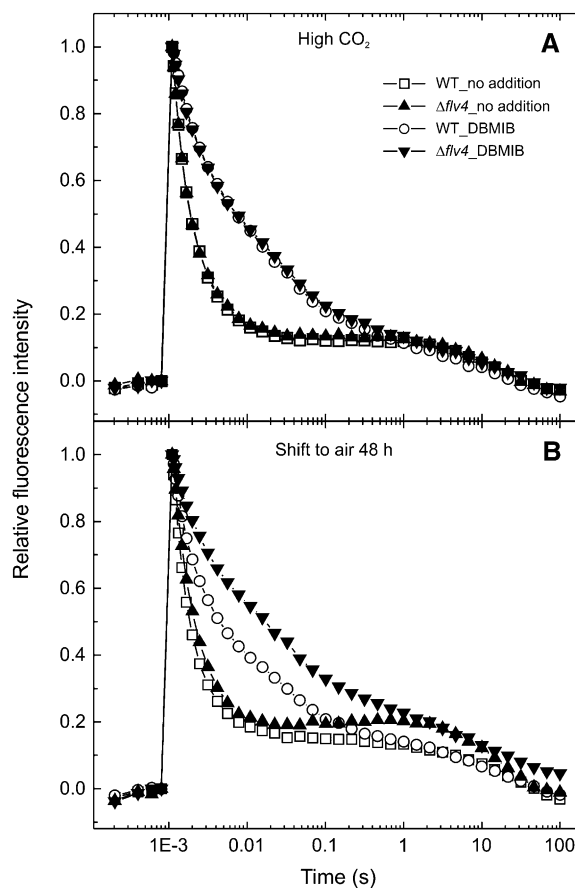 High CO₂
A
WT_no addition
Δflv4_no addition
WT_DBMIB
Δflv4_DBMIB
1.0
0.8
0.6
0.4
0.2
0.0
Relative fluorescence intensity
Shift to air 48 h
B
1.0
0.8
0.6
0.4
0.2
0.0
1E-3
0.01
0.1
1
10
100
Time (s)